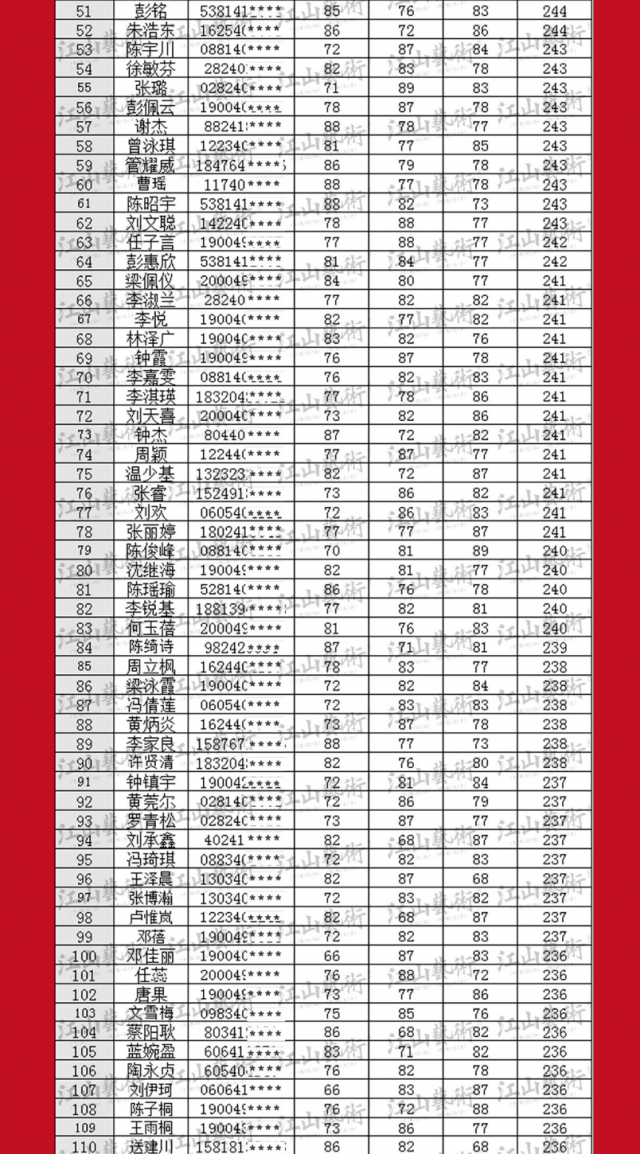 51 彭铭 538141**** 85 76 83 244
52 朱浩东 162540**** 86 72 86 244
53 陈宇川 088140**** 72 87 84 243
54 徐敏芬 28240**** 82 83 78 243
55 张璐 028240**** 71 89 83 243
56 彭佩云 190040**** 78 87 78 243
57 谢杰 88241**** 88 78 77 243
58 曾泳琪 122340**** 81 77 85 243
59 管耀威 184764**** 86 79 78 243
60 曹瑶 11740**** 88 77 78 243
61 陈昭宇 538141**** 88 82 73 243
62 刘文聪 142240**** 78 88 77 243
63 任子言 190049**** 77 88 77 242
64 彭惠欣 538141**** 81 84 77 242
65 梁佩仪 200049**** 84 80 77 241
66 李淑兰 28240**** 77 82 82 241
67 李悦 190040**** 82 77 82 241
68 林泽广 190040**** 83 82 76 241
69 钟霞 190049**** 76 87 78 241
70 李嘉雯 088140**** 76 82 83 241
71 李淇瑛 183204**** 77 78 86 241
72 刘天喜 200040**** 73 82 86 241
73 钟杰 80440**** 87 72 82 241
74 周颖 122440**** 77 87 77 241
75 温少基 132323**** 82 72 87 241
76 张睿 152491**** 73 86 82 241
77 刘欢 060540**** 72 86 83 241
78 张丽婷 180241**** 77 77 87 241
79 陈俊峰 088140**** 70 81 89 240
80 沈继海 190049**** 82 81 77 240
81 陈瑶瑜 528140**** 86 76 78 240
82 李锐基 188139**** 77 82 81 240
83 何玉蓓 200049**** 81 76 83 240
84 陈绮诗 98242**** 87 71 81 239
85 周立枫 162440**** 78 83 77 238
86 梁泳霞 190040**** 72 82 84 238
87 冯倩莲 060540**** 72 83 83 238
88 黄炳炎 162440**** 73 87 78 238
89 李家良 158767**** 88 77 73 238
90 许贤清 183204**** 82 76 80 238
91 钟镇宇 190042**** 72 81 84 237
92 黄莞尔 028140**** 72 86 79 237
93 罗青松 028240**** 73 87 77 237
94 刘承鑫 40241**** 82 68 87 237
95 冯琦琪 088340**** 72 82 83 237
96 王泽晨 130340**** 82 87 68 237
97 张博瀚 130340**** 72 83 82 237
98 卢惟岚 122340**** 82 68 87 237
99 邓蓓 190049**** 72 82 83 237
100 邓佳丽 190040**** 66 87 83 236
101 任蕊 200049**** 76 88 72 236
102 唐果 190049**** 73 77 86 236
103 文雪梅 098340**** 75 85 76 236
104 蔡阳耿 80341**** 86 68 82 236
105 蓝婉盈 60641**** 83 71 82 236
106 陶永贞 60540**** 76 82 78 236
107 刘伊珂 060641**** 66 83 87 236
108 陈子桐 190049**** 76 72 88 236
109 王雨桐 190048**** 73 86 77 236
110 送建川 158181**** 86 82 68 236
江山藝術